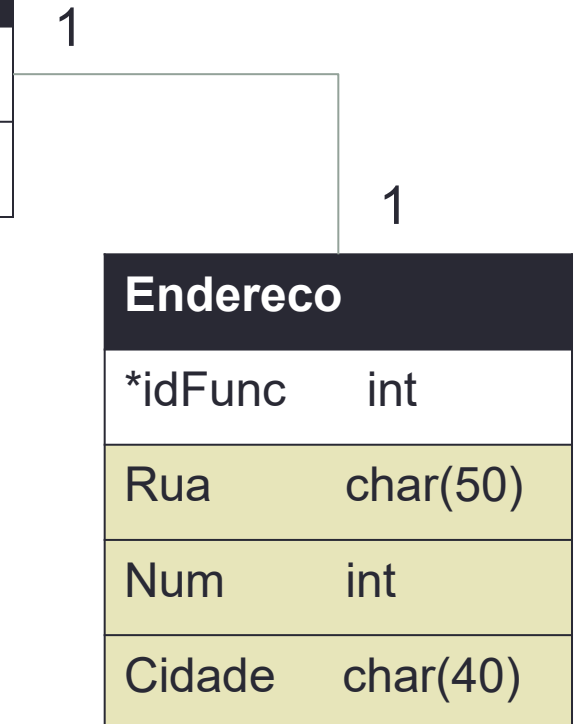 1
1
Endereco
*idFunc int
Rua char(50)
Num int
Cidade char(40)